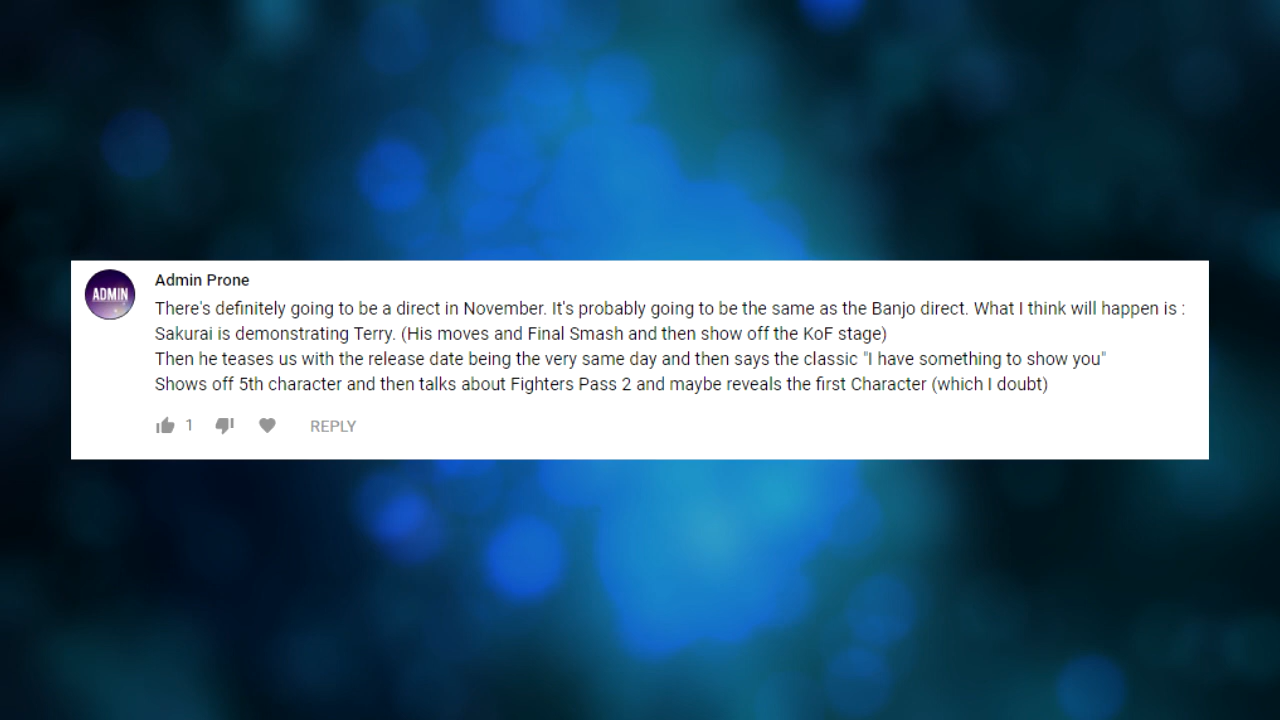 ADMIN
Admin Prone
There's definitely going to be a direct in November. It's probably going to be the same as the Banjo direct. What I think will happen is :
Sakurai is demonstrating Terry. (His moves and Final Smash and then show off the KoF stage)
Then he teases us with the release date being the very same day and then says the classic "I have something to show you"
Shows off 5th character and then talks about Fighters Pass 2 and maybe reveals the first Character (which I doubt)
1 REPLY